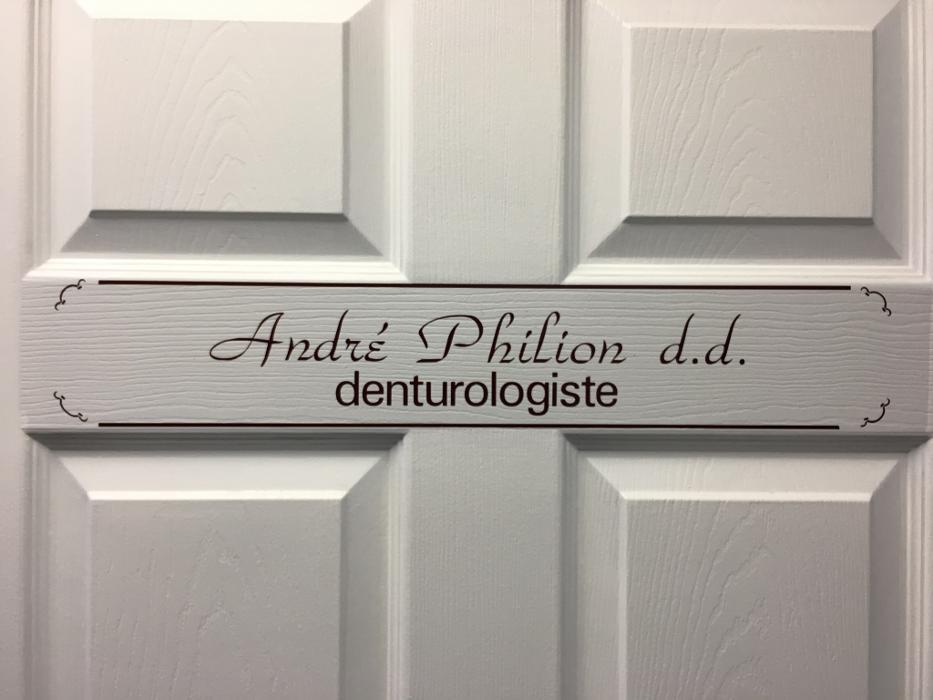 André Philion d.d.
denturologiste